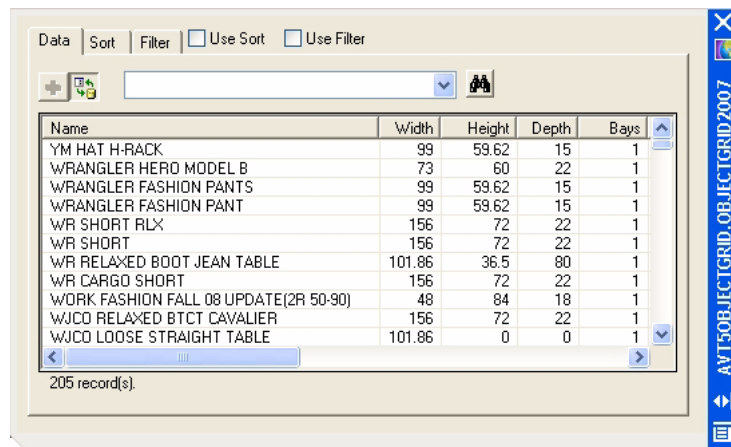 Data Sort Filter Use Sort Use Filter
Name Width Height Depth Bays
YM HAT H-RACK 99 59.62 15 1
WRANGLER HERO MODEL B 73 60 22 1
WRANGLER FASHION PANTS 99 59.62 15 1
WRANGLER FASHION PANT 99 59.62 15 1
WR SHORT RLX 156 72 22 1
WR SHORT 156 72 22 1
WR RELAXED BOOT JEAN TABLE 101.86 36.5 80 1
WR CARGO SHORT 156 72 22 1
WORK FASHION FALL 08 UPDATE(2R 50-90) 48 84 18 1
WJCO RELAXED BTCT CAVALIER 156 72 22 1
WJCO LOOSE STRAIGHT TABLE 101.86 0 0 1
205 record(s).
AVT5OBJECTGRID.OBJECTGRID2007